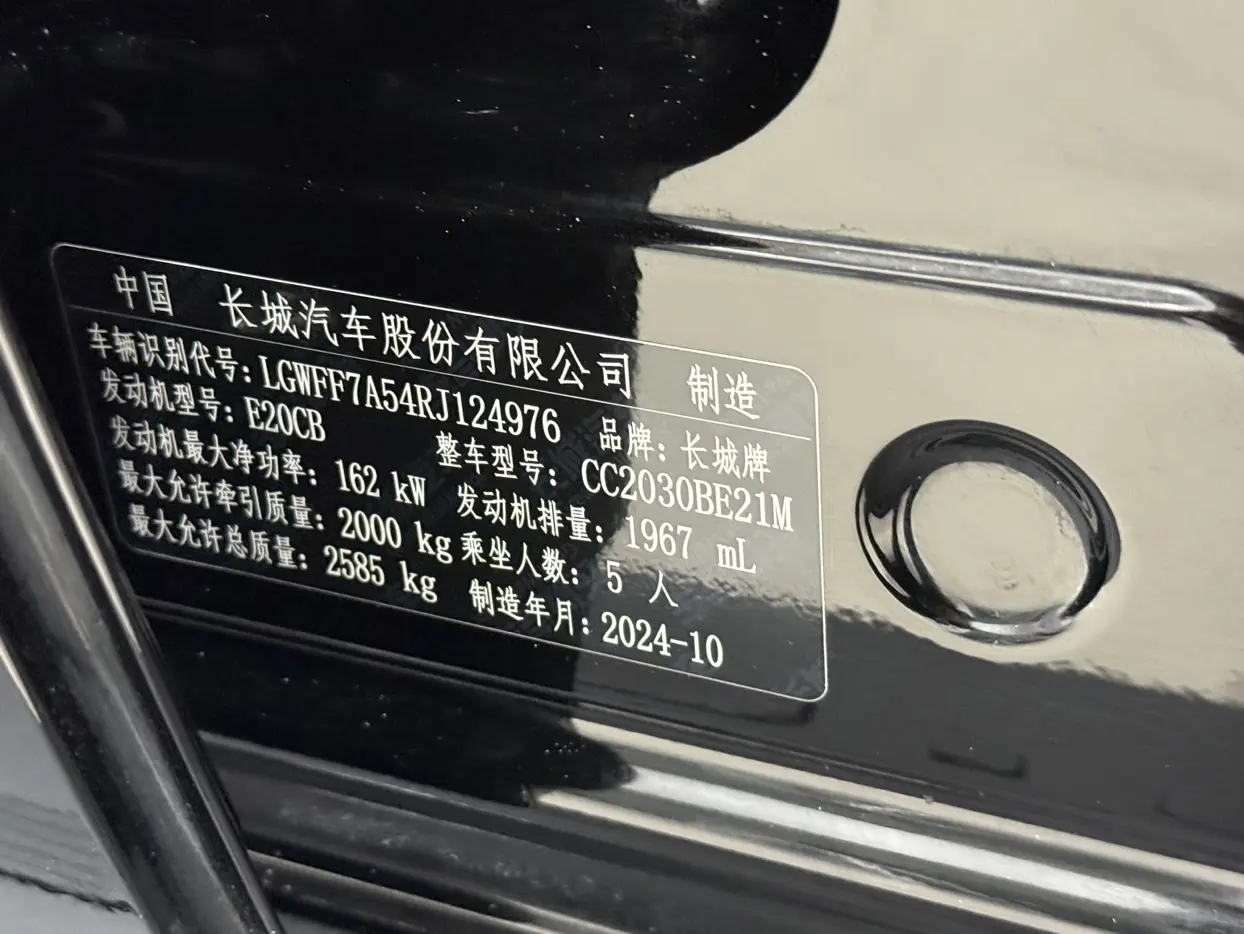 中国 长城汽车股份有限公司 制造
车辆识别代号：LGWFF7A54RJ124976 品牌：长城牌
发动机型号：E20CB 整车型号：CC2030BE21M
发动机最大净功率：162 kW 发动机排量：1967 mL
最大允许牵引质量：2000 kg 乘坐人数：5 人
最大允许总质量：2585 kg 制造年月：2024-10